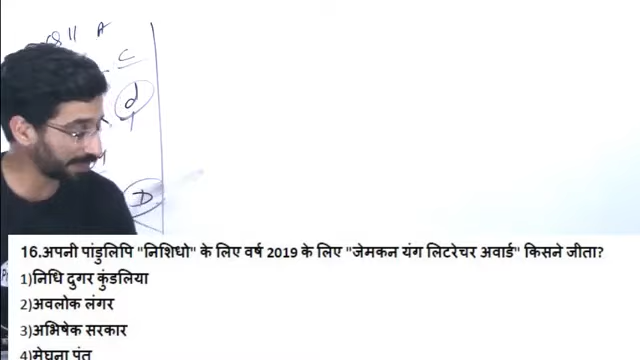 A
C
d
D
16.अपनी पांडुलिपि "निशिधो" के लिए वर्ष 2019 के लिए "जेमकन यंग लिटरेचर अवार्ड" किसने जीता?
1)निधि दुगर कुंडलिया
2)अवलोक लंगर
3)अभिषेक सरकार
4)मेघना पंत